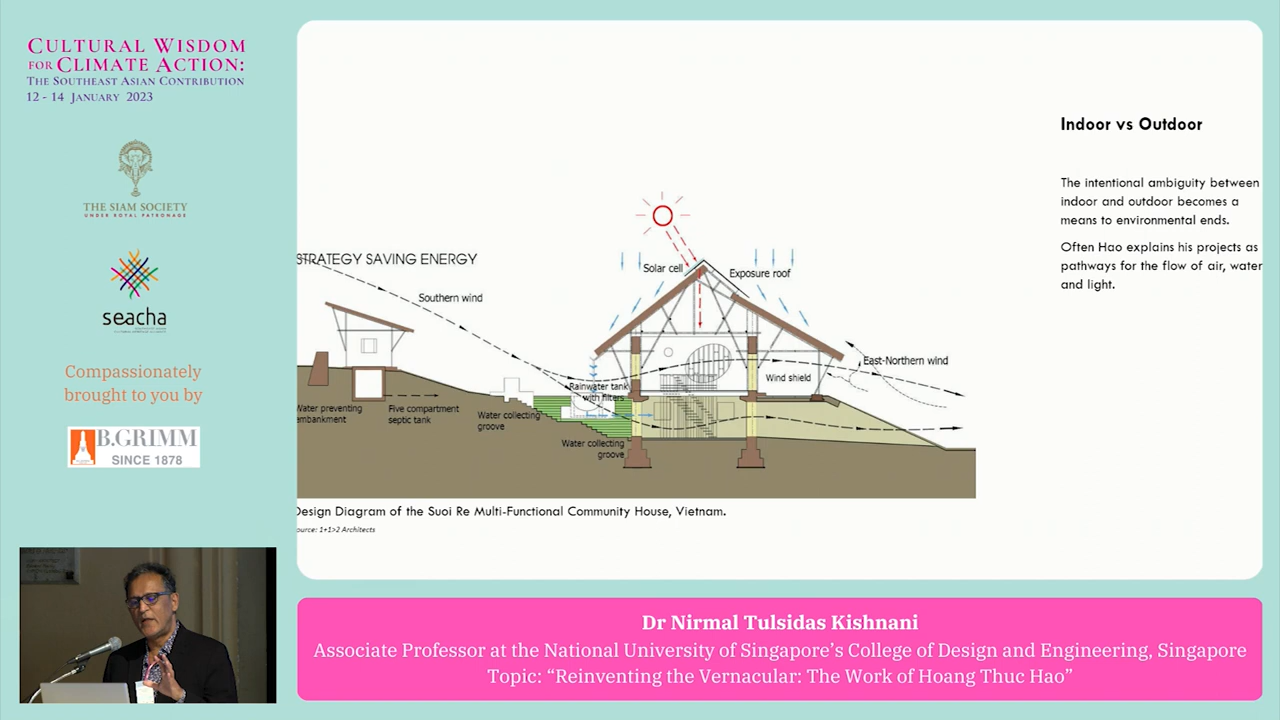 CULTURAL WISDOM
FOR CLIMATE ACTION:
THE SOUTHEAST ASIAN CONTRIBUTION
12 - 14 JANUARY 2023
THE SIAM SOCIETY
UNDER ROYAL PATRONAGE
seacha
Compassionately
brought to you by
B.GRIMM
SINCE 1878
STRATEGY SAVING ENERGY
Southern wind
Solar cell
Exposure roof
East-Northern wind
Wind shield
Rainwater tank
with filters
Water preventing
embankment
Five compartment
septic tank
Water collecting
groove
Water collecting
groove
Design Diagram of the Suoi Re Multi-Functional Community House, Vietnam.
ource: 1+1>2 Architects
Indoor vs Outdoor
The intentional ambiguity between
indoor and outdoor becomes a
means to environmental ends.
Often Hao explains his projects as
pathways for the flow of air, water
and light.
Dr Nirmal Tulsidas Kishnani
Associate Professor at the National University of Singapore’s College of Design and Engineering, Singapore
Topic: “Reinventing the Vernacular: The Work of Hoang Thuc Hao”